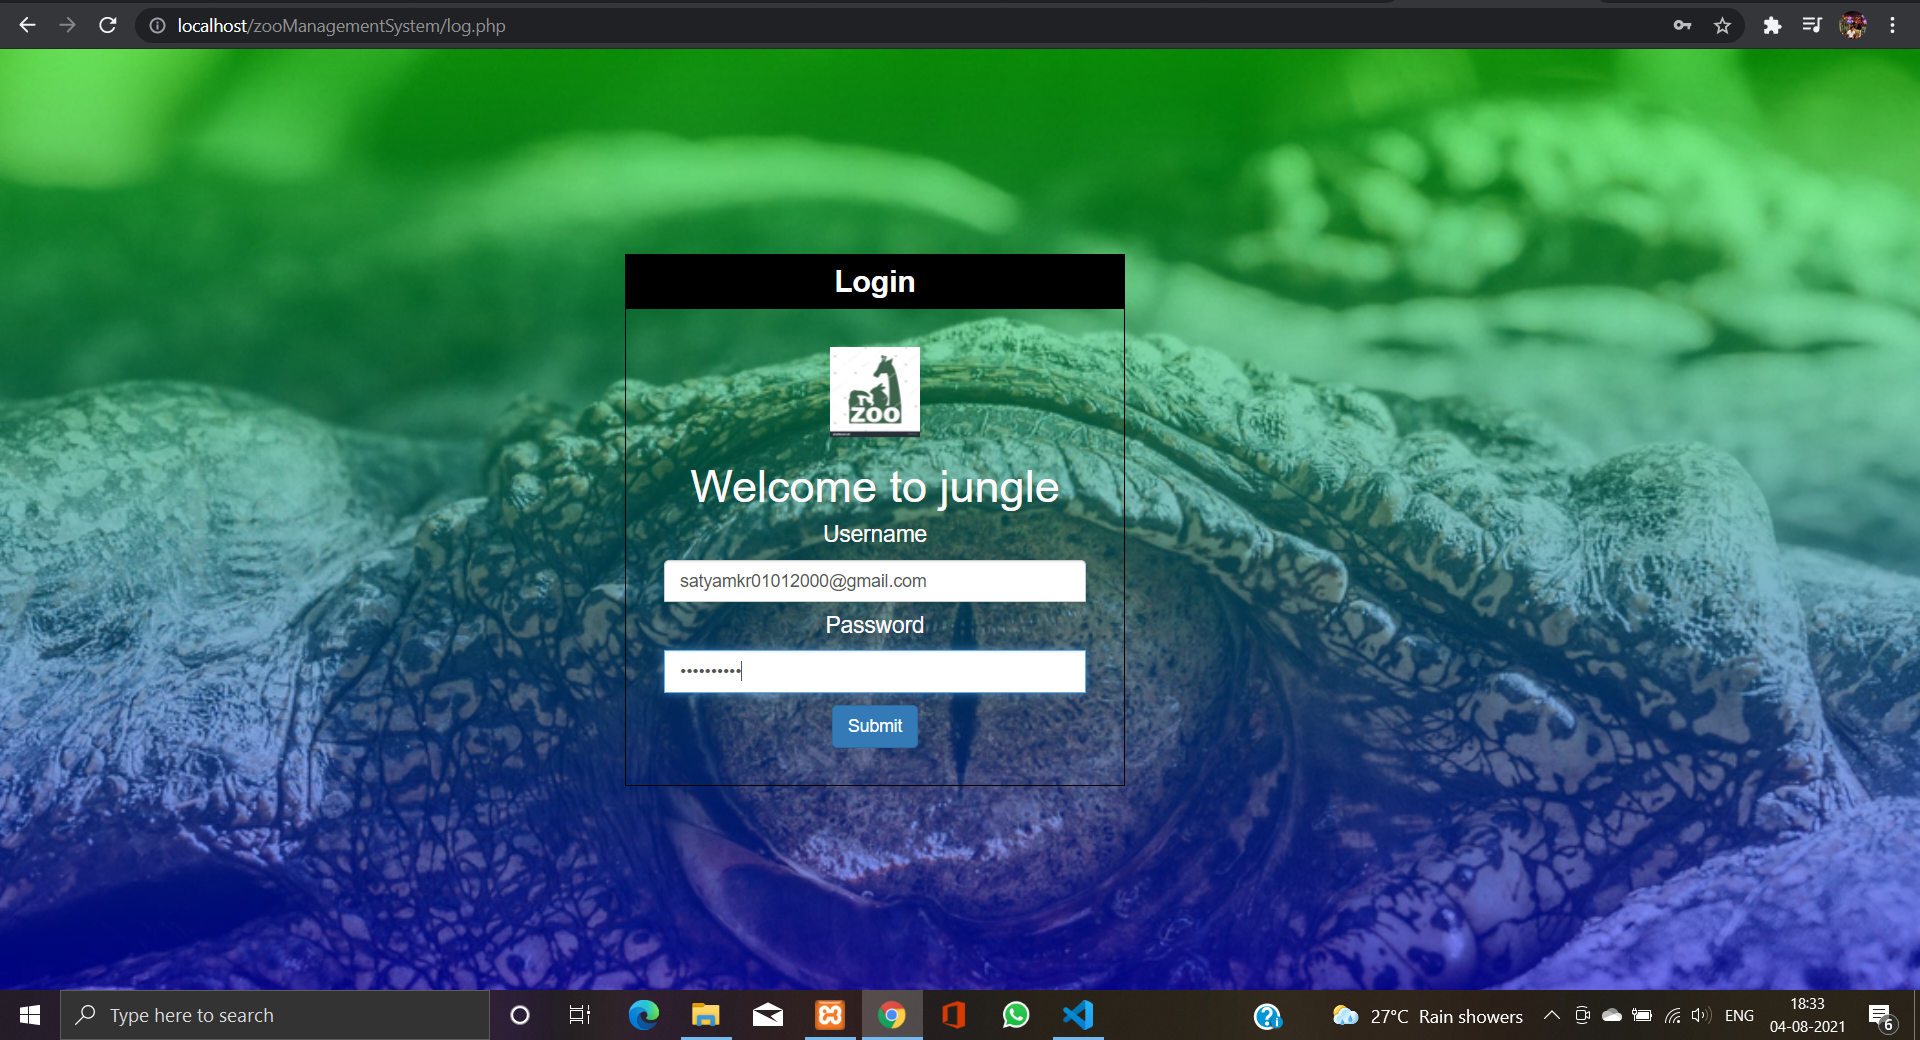 localhost/zooManagementSystem/log.php
Login
ZOO
Welcome to jungle
Username
satyamkr01012000@gmail.com
Password
••••••••••
Submit
Type here to search
27°C Rain showers
ENG
18:33
04-08-2021
6